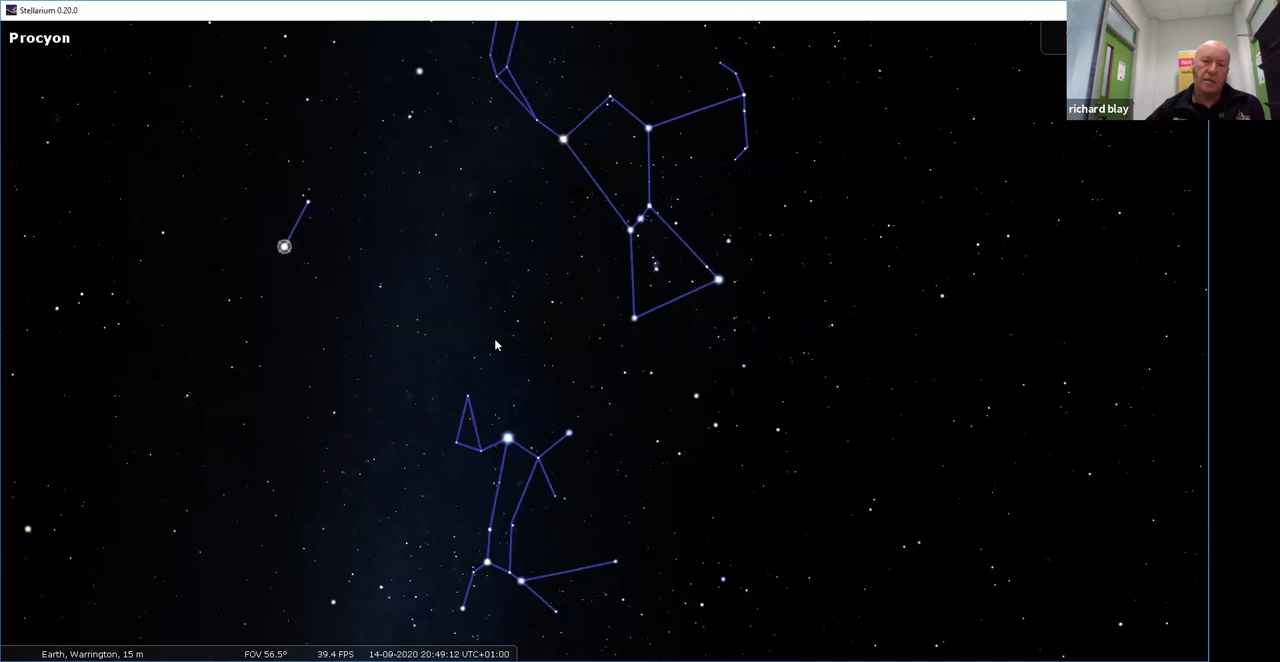 Stellarium 0.20.0
Procyon
richard blay
Earth, Warrington, 15 m
FOV 56.5°
39.4 FPS
14-09-2020 20:49:12 UTC+01:00